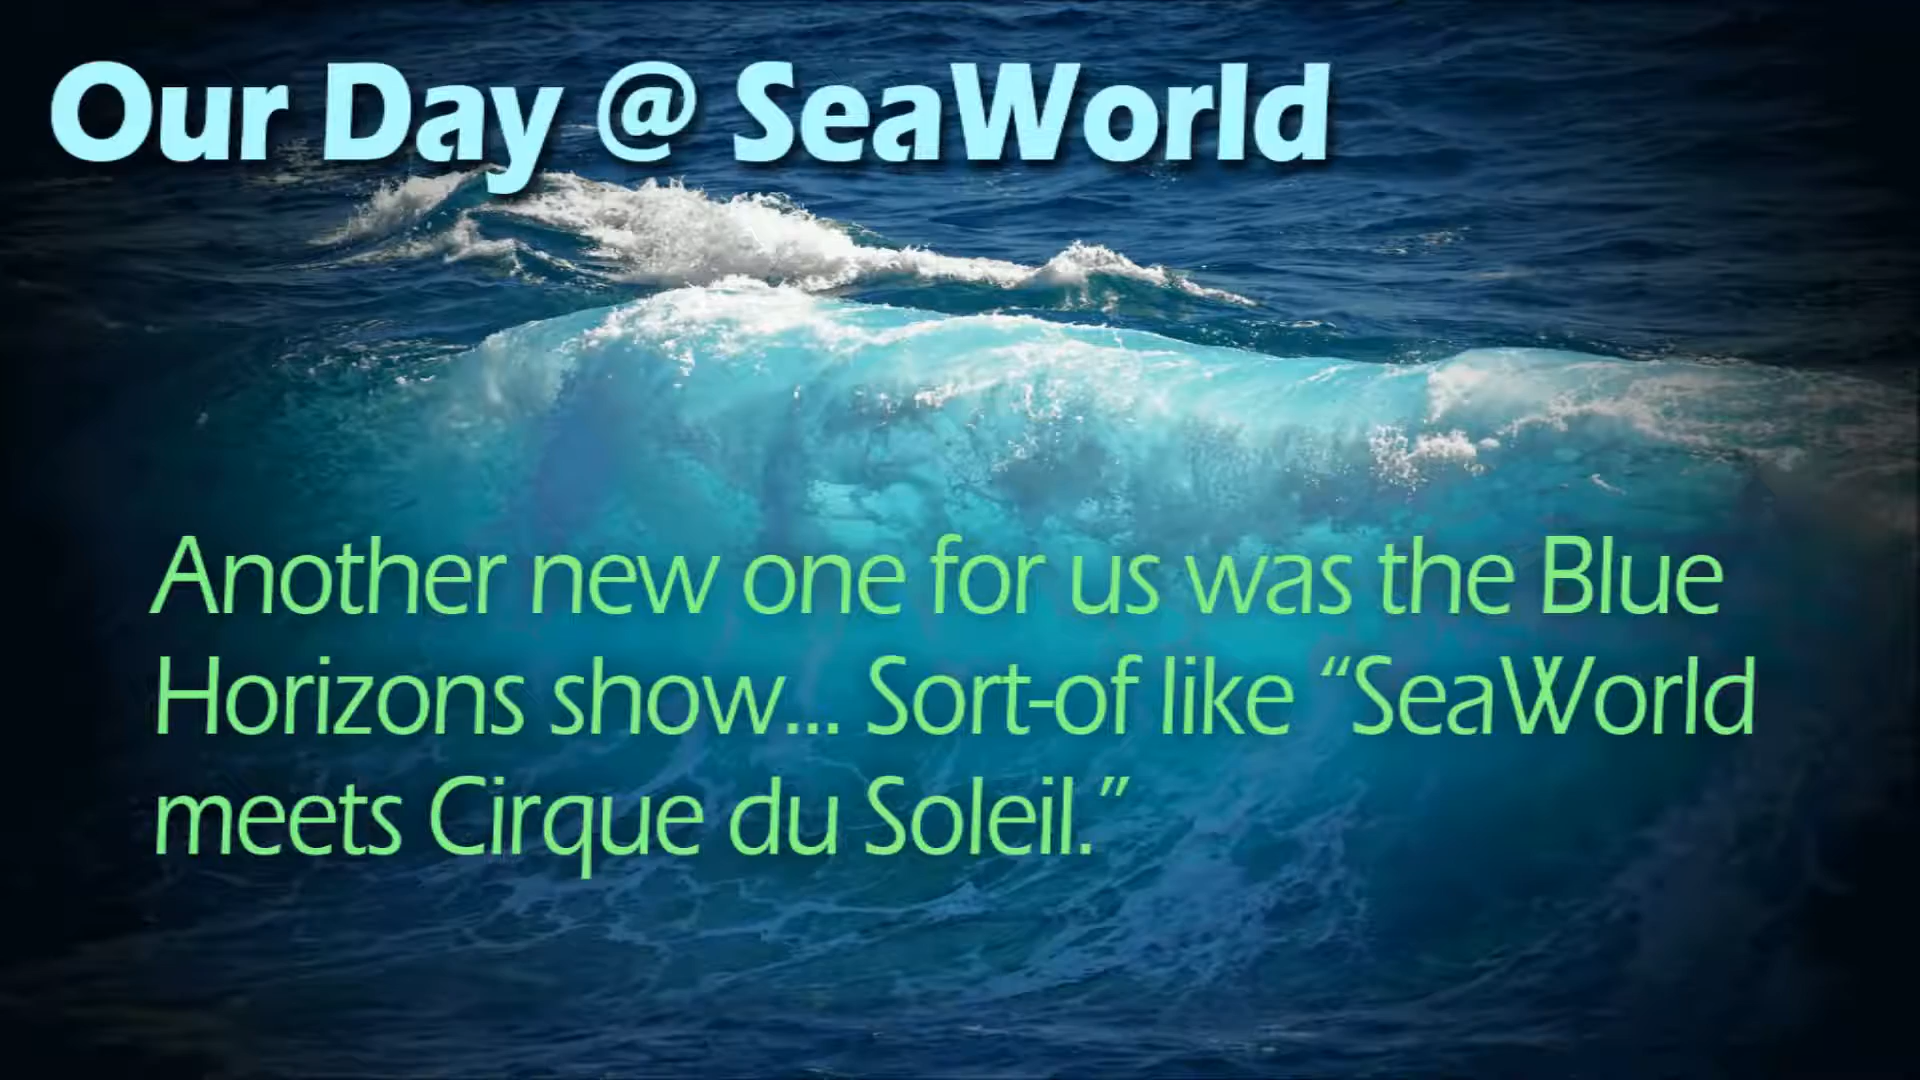 Our Day @ SeaWorld
Another new one for us was the Blue
Horizons show... Sort-of like “SeaWorld
meets Cirque du Soleil.”